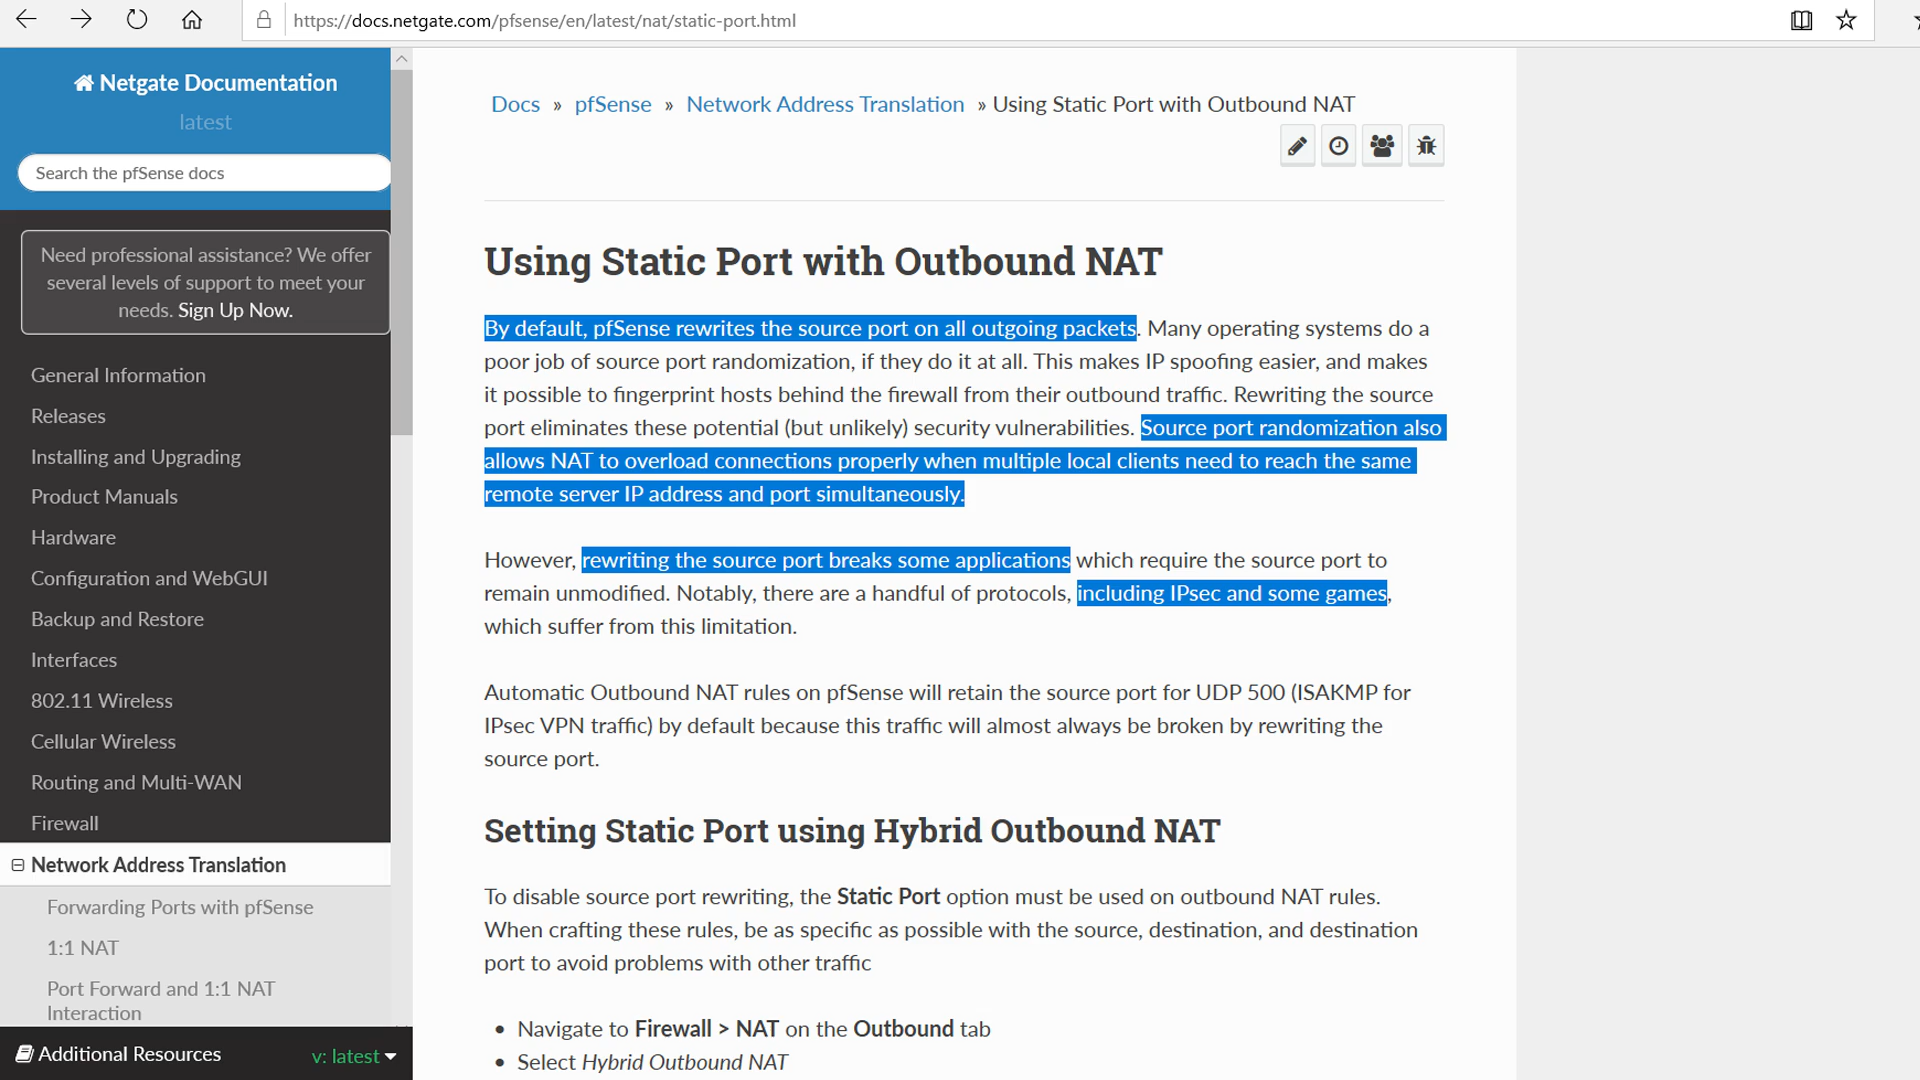 https://docs.netgate.com/pfsense/en/latest/nat/static-port.html
Netgate Documentation
latest
Search the pfSense docs
Need professional assistance? We offer
several levels of support to meet your
needs. Sign Up Now.
General Information
Releases
Installing and Upgrading
Product Manuals
Hardware
Configuration and WebGUI
Backup and Restore
Interfaces
802.11 Wireless
Cellular Wireless
Routing and Multi-WAN
Firewall
Network Address Translation
Forwarding Ports with pfSense
1:1 NAT
Port Forward and 1:1 NAT
Interaction
Additional Resources v: latest
Docs » pfSense » Network Address Translation » Using Static Port with Outbound NAT
Using Static Port with Outbound NAT
By default, pfSense rewrites the source port on all outgoing packets. Many operating systems do a
poor job of source port randomization, if they do it at all. This makes IP spoofing easier, and makes
it possible to fingerprint hosts behind the firewall from their outbound traffic. Rewriting the source
port eliminates these potential (but unlikely) security vulnerabilities. Source port randomization also
allows NAT to overload connections properly when multiple local clients need to reach the same
remote server IP address and port simultaneously.
However, rewriting the source port breaks some applications which require the source port to
remain unmodified. Notably, there are a handful of protocols, including IPsec and some games,
which suffer from this limitation.
Automatic Outbound NAT rules on pfSense will retain the source port for UDP 500 (ISAKMP for
IPsec VPN traffic) by default because this traffic will almost always be broken by rewriting the
source port.
Setting Static Port using Hybrid Outbound NAT
To disable source port rewriting, the Static Port option must be used on outbound NAT rules.
When crafting these rules, be as specific as possible with the source, destination, and destination
port to avoid problems with other traffic
• Navigate to Firewall > NAT on the Outbound tab
• Select Hybrid Outbound NAT